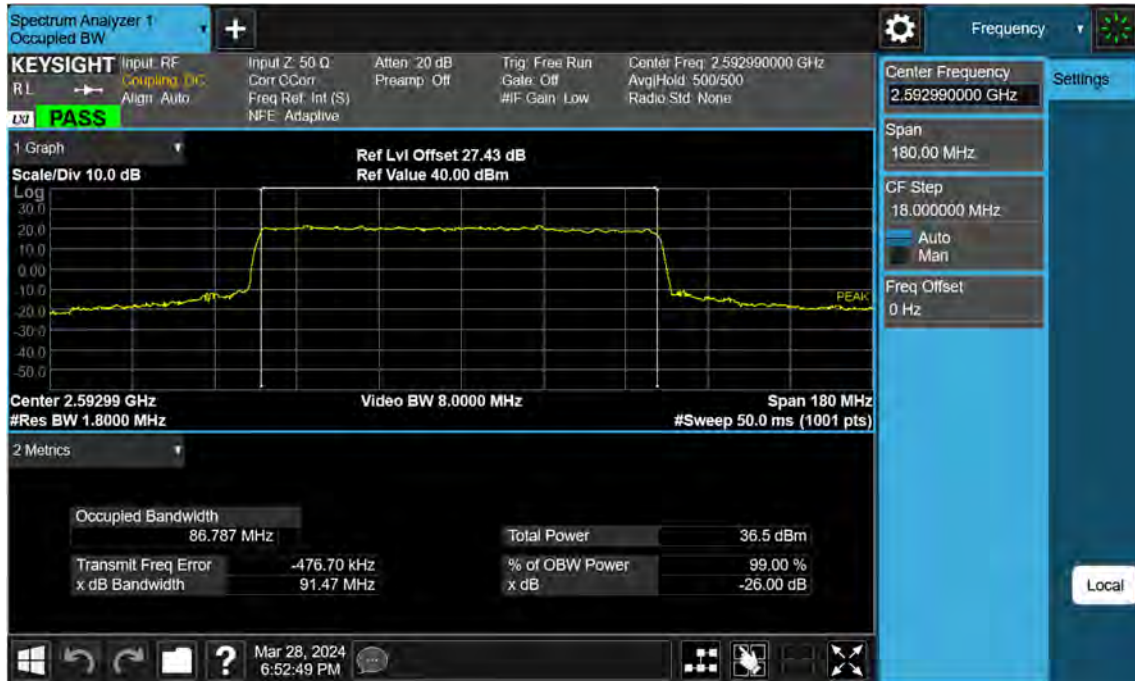 Spectrum Analyzer 1
Occupied BW
+
Frequency
KEYSIGHT Input: RF Input Z: 50 Ω Atten: 20 dB Trig: Free Run Center Freq: 2.592990000 GHz
RL Coupling: DC Corr CCorr Preamp: Off Gate: Off Avg|Hold: 500/500
Align: Auto Freq Ref: Int (S) #IF Gain: Low Radio Std: None
LXI PASS NFE: Adaptive
Center Frequency
2.592990000 GHz
Settings
Span
180.00 MHz
CF Step
18.000000 MHz
Auto
Man
Freq Offset
0 Hz
Local
1 Graph
Ref Lvl Offset 27.43 dB
Scale/Div 10.0 dB Ref Value 40.00 dBm
Log
30.0
20.0
10.0
0.00
-10.0
PEAK
-20.0
-30.0
-40.0
-50.0
Center 2.59299 GHz Video BW 8.0000 MHz Span 180 MHz
#Res BW 1.8000 MHz #Sweep 50.0 ms (1001 pts)
2 Metrics
Occupied Bandwidth
86.787 MHz Total Power 36.5 dBm
Transmit Freq Error -476.70 kHz % of OBW Power 99.00 %
x dB Bandwidth 91.47 MHz x dB -26.00 dB
? Mar 28, 2024
6:52:49 PM